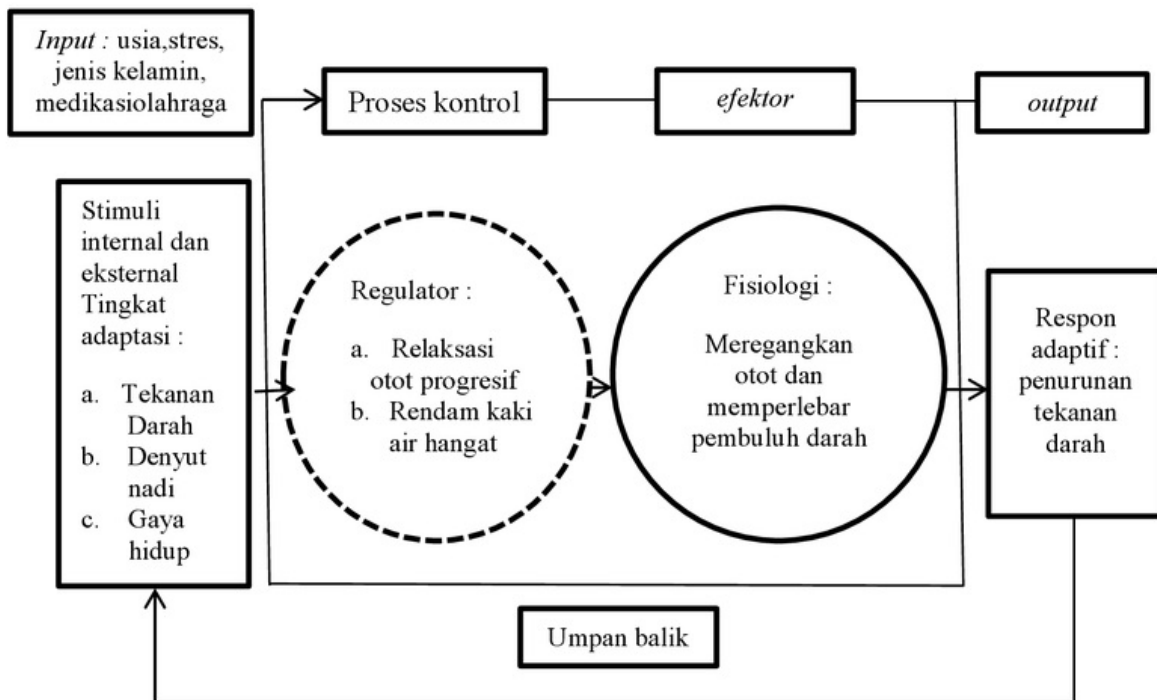 Input : usia,stres,
jenis kelamin,
medikasiolahraga
Proses kontrol
efektor
output
Stimuli
internal dan
eksternal
Tingkat
adaptasi :
a. Tekanan
Darah
b. Denyut
nadi
c. Gaya
hidup
Regulator :
a. Relaksasi
otot progresif
b. Rendam kaki
air hangat
Fisiologi :
Meregangkan
otot dan
memperlebar
pembuluh darah
Respon
adaptif :
penurunan
tekanan
darah
Umpan balik